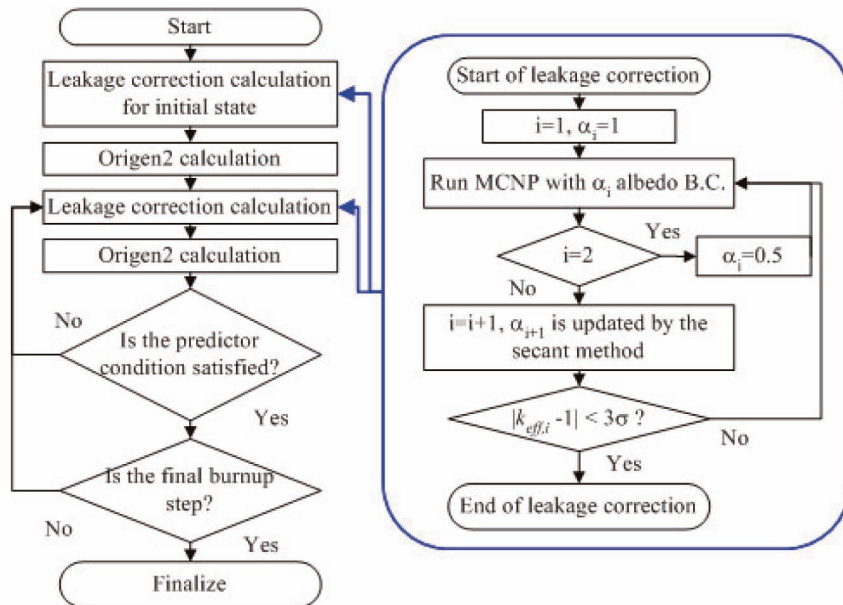 Start
Leakage correction calculation
for initial state
Origen2 calculation
Leakage correction calculation
Origen2 calculation
No
Is the predictor
condition satisfied?
Yes
Is the final burnup
step?
No
Yes
Finalize
Start of leakage correction
i=1, αᵢ=1
Run MCNP with αᵢ albedo B.C.
Yes
i=2
αᵢ=0.5
No
i=i+1, αᵢ₊₁ is updated by the
secant method
|k_{eff,i} -1| < 3σ ?
No
Yes
End of leakage correction